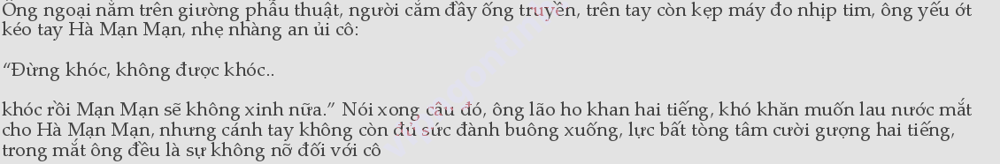 Ông ngoại nằm trên giường phẫu thuật, người cắm đầy ống truyền, trên tay còn kẹp máy đo nhịp tim, ông yếu ớt
kéo tay Hà Mạn Mạn, nhẹ nhàng an ủi cô:
“Đừng khóc, không được khóc..
khóc rồi Mạn Mạn sẽ không xinh nữa.” Nói xong câu đó, ông lão ho khan hai tiếng, khó khăn muốn lau nước mắt
cho Hà Mạn Mạn, nhưng cánh tay không còn đủ sức đành buông xuống, lực bất tòng tâm cười gượng hai tiếng,
trong mắt ông đều là sự không nỡ đối với cô